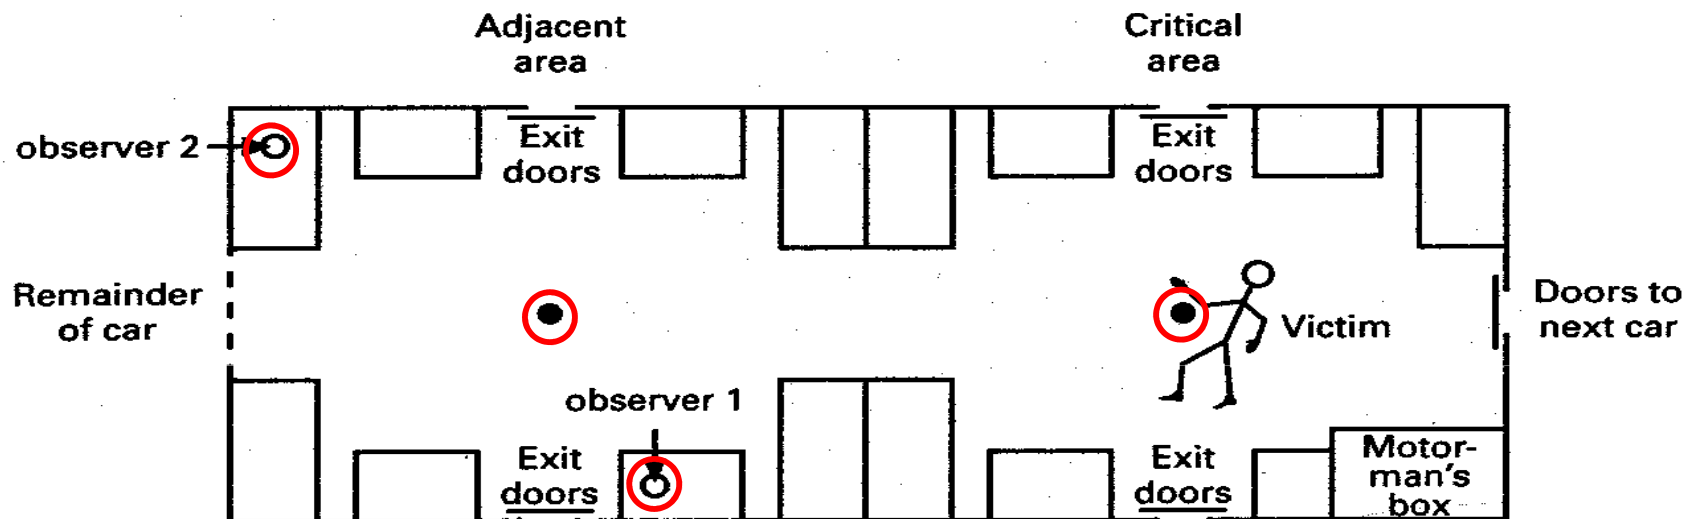 Adjacent
area
Critical
area
observer 2
Exit
doors
Exit
doors
Remainder
of car
Victim
Doors to
next car
observer 1
Exit
doors
Exit
doors
Motor-
man's
box